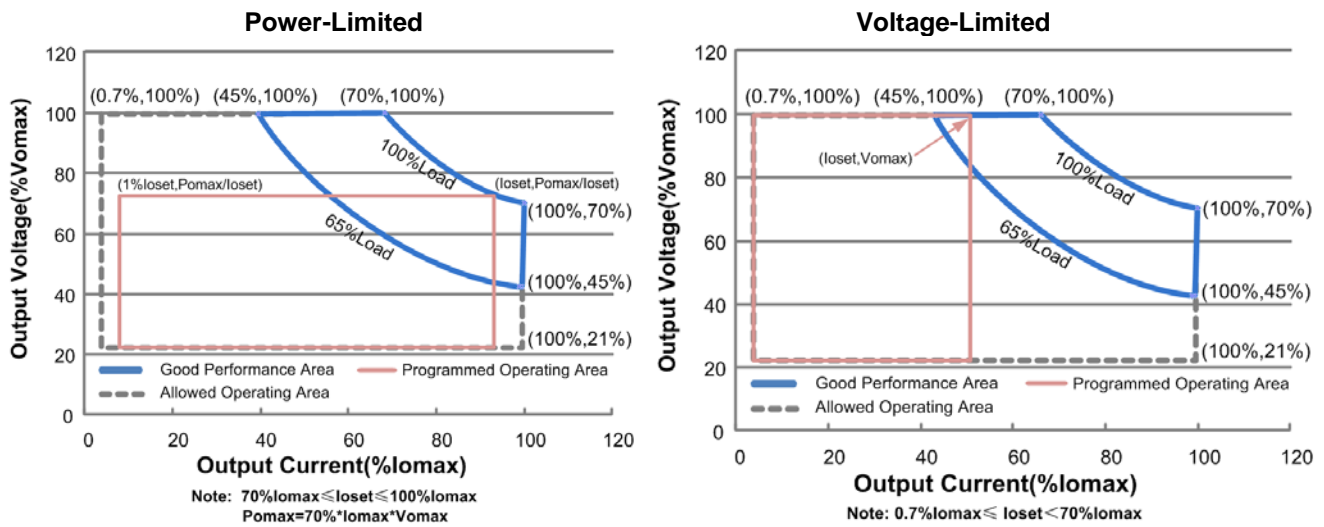 Power-Limited
120
(0.7%,100%) (45%,100%) (70%,100%)
100
100%Load
80
(1%Ioset,Pomax/Ioset) (Ioset,Pomax/Ioset)
(100%,70%)
65%Load
60
(100%,45%)
40
(100%,21%)
20
Good Performance Area Programmed Operating Area
Allowed Operating Area
0
0 20 40 60 80 100 120
Output Voltage(%Vomax)
Output Current(%Iomax)
Note: 70%Iomax≤Ioset≤100%Iomax
Pomax=70%*Iomax*Vomax
Voltage-Limited
120
(0.7%,100%) (45%,100%) (70%,100%)
100
(Ioset,Vomax)
100%Load
80
(100%,70%)
65%Load
60
(100%,45%)
40
(100%,21%)
20
Good Performance Area Programmed Operating Area
Allowed Operating Area
0
0 20 40 60 80 100 120
Output Voltage(%Vomax)
Output Current(%Iomax)
Note: 0.7%Iomax≤ Ioset<70%Iomax